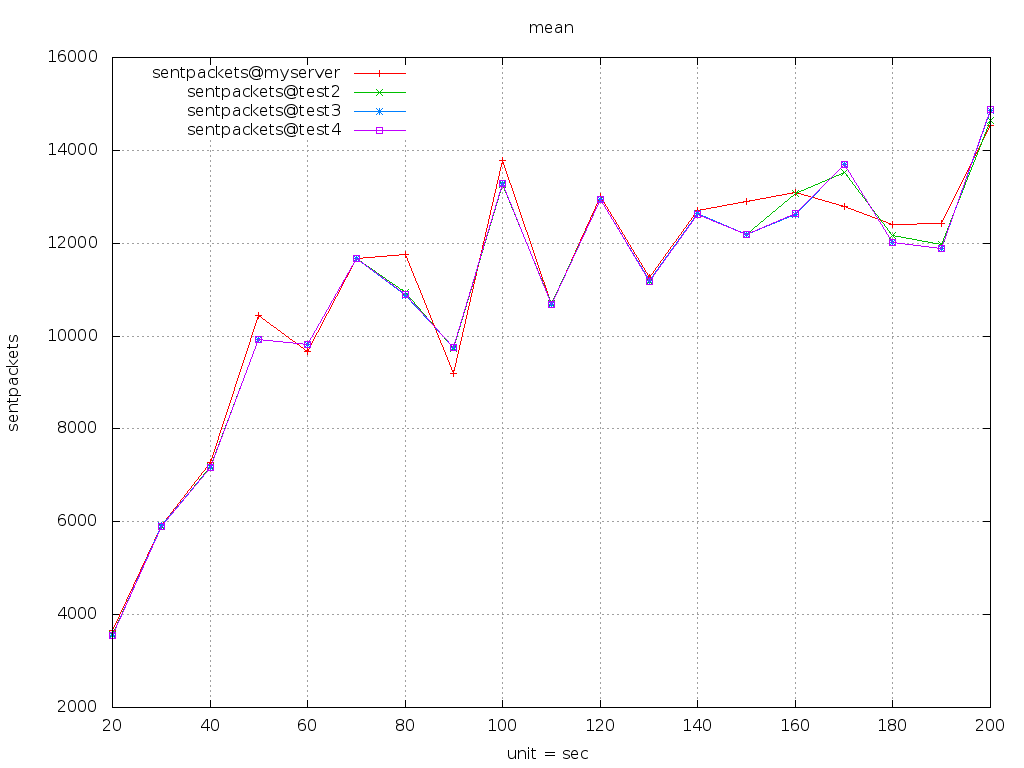 mean
16000
14000
12000
10000
8000
6000
4000
2000
sentpackets
sentpackets@myserver
sentpackets@test2
sentpackets@test3
sentpackets@test4
20 40 60 80 100 120 140 160 180 200
unit = sec